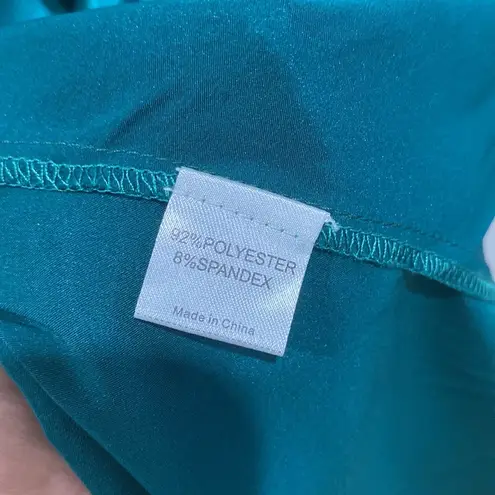 92%POLYESTER
8%SPANDEX
Made in China